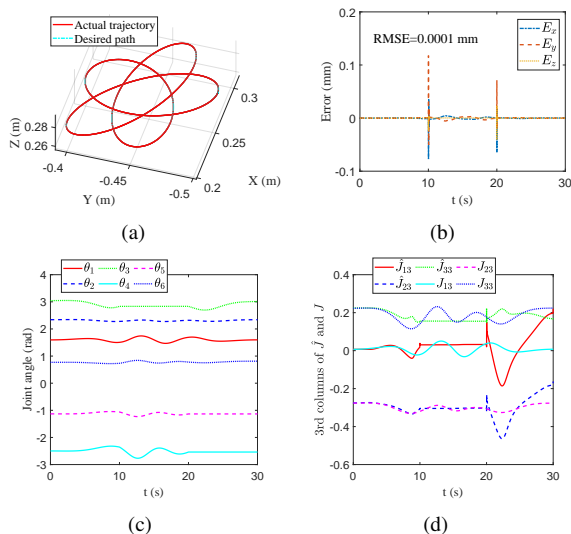 Actual trajectory
Desired path
Z (m)
0.28
0.26
-0.4
-0.45
-0.5
Y (m)
0.2
0.25
0.3
X (m)
(a)
RMSE=0.0001 mm
E_x
E_y
E_z
Error (mm)
0.2
0.1
0
-0.1
0 10 20 30
t (s)
(b)
θ_1 θ_3 θ_5
θ_2 θ_4 θ_6
Joint angle (rad)
4
3
2
1
0
-1
-2
-3
0 10 20 30
t (s)
(c)
Ĵ_13 Ĵ_33 J_23
Ĵ_23 J_13 J_33
3rd columns of Ĵ and J
0.4
0.2
0
-0.2
-0.4
-0.6
0 10 20 30
t (s)
(d)